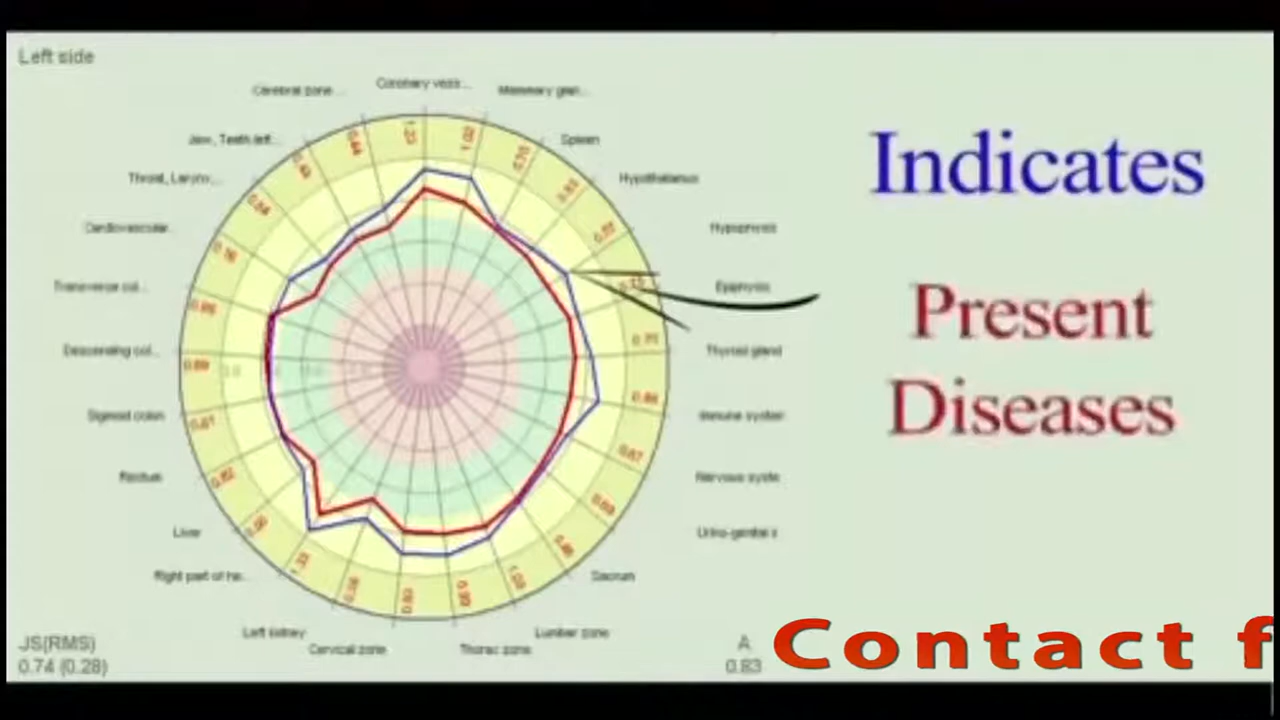 Left side
Coronary vess...
Cerebral zone ...
Mammary glan...
Jaw, Teeth left...
Spleen
Throat, Larynx,...
Hypothalamus
Cardiovascular
Hypophysis
Transverse col...
Epiphysis
Descending col...
Thyroid gland
Sigmoid colon
Immune system
Rectum
Nervous syste
Liver
Urino-genital s
Right part of he...
Sacrum
Left kidney
Lumbar zone
Cervical zone
Thorac zone
JS(RMS)
0.74 (0.28)
A
0.83
Indicates
Present
Diseases
Contact f